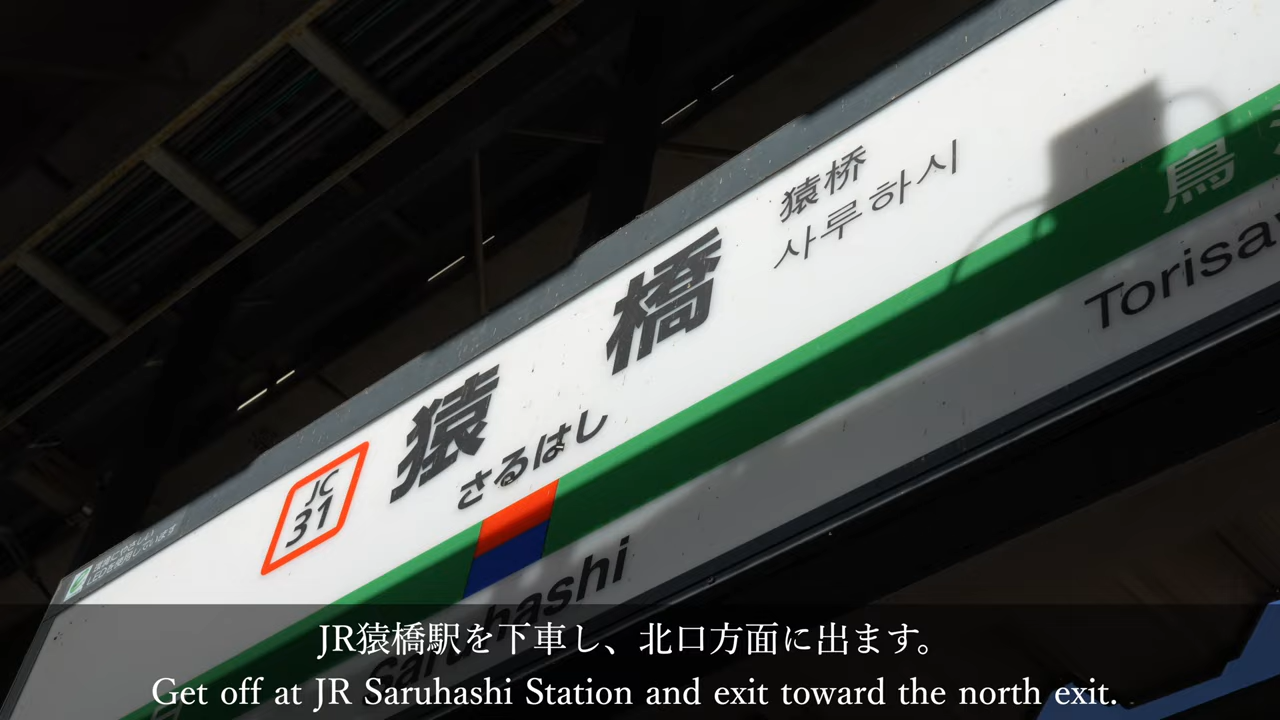 猿桥
사루하시
猿橋
さるはし
JC
31
鳥
Torisa
Saruhashi
JR猿橋駅を下車し、北口方面に出ます。
Get off at JR Saruhashi Station and exit toward the north exit.